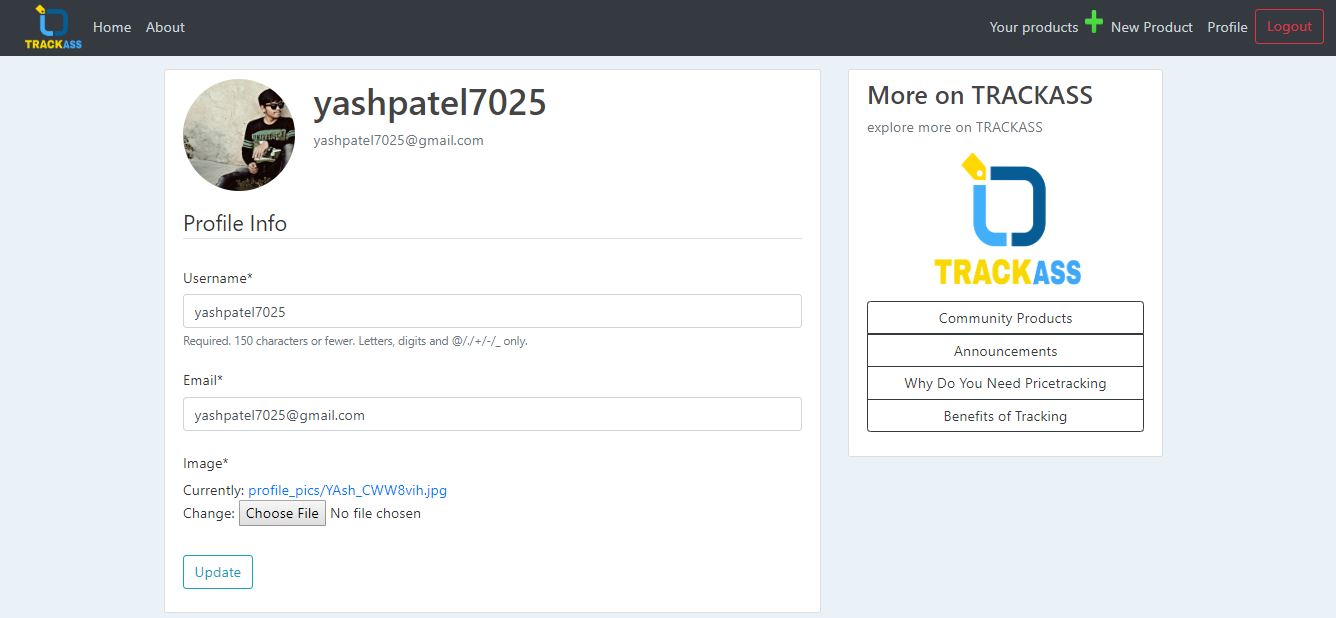 TRACKASS
Home About
Your products New Product Profile Logout
yashpatel7025
yashpatel7025@gmail.com
Profile Info
Username*
yashpatel7025
Required. 150 characters or fewer. Letters, digits and @/./+/-/_ only.
Email*
yashpatel7025@gmail.com
Image*
Currently: profile_pics/YAsh_CWW8vih.jpg
Change: Choose File No file chosen
Update
More on TRACKASS
explore more on TRACKASS
TRACKASS
Community Products
Announcements
Why Do You Need Pricetracking
Benefits of Tracking